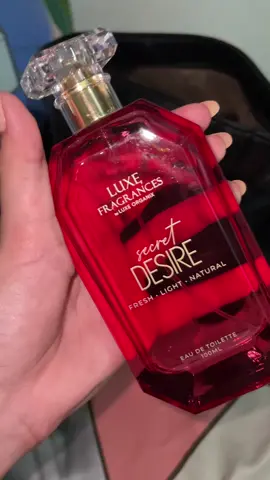 LUXE
FRAGRANCES
BY LUXE ORGANIX
secret
DESIRE
FRESH • LIGHT • NATURAL
EAU DE TOILETTE
100ML